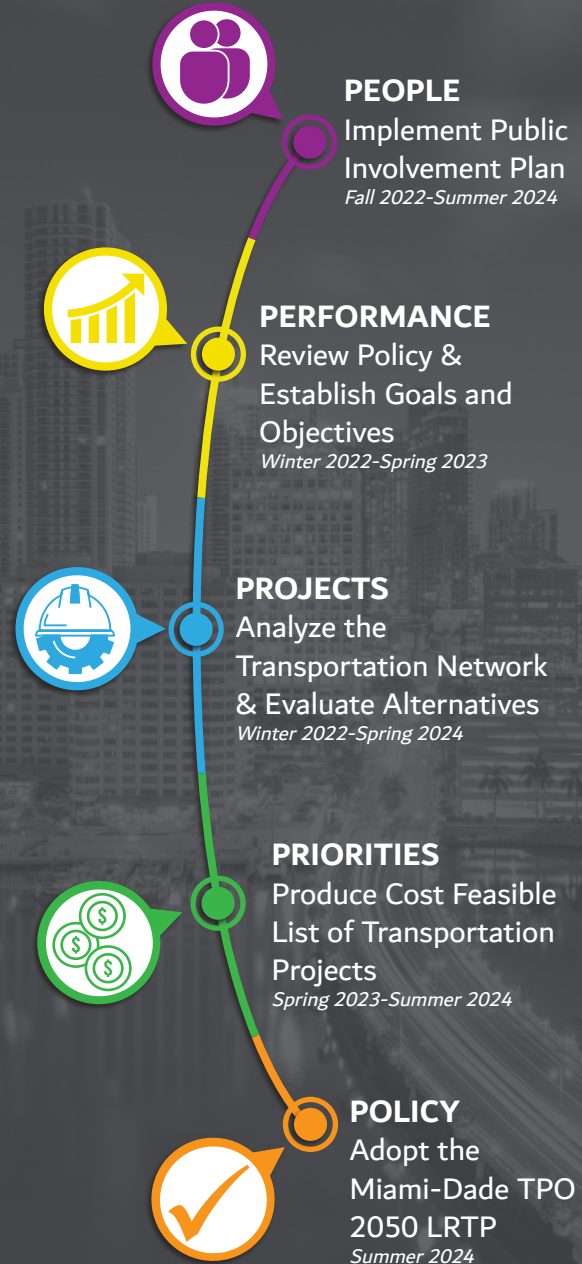 PEOPLE
Implement Public
Involvement Plan
Fall 2022-Summer 2024
PERFORMANCE
Review Policy &
Establish Goals and
Objectives
Winter 2022-Spring 2023
PROJECTS
Analyze the
Transportation Network
& Evaluate Alternatives
Winter 2022-Spring 2024
PRIORITIES
Produce Cost Feasible
List of Transportation
Projects
Spring 2023-Summer 2024
$
$
$
POLICY
Adopt the
Miami-Dade TPO
2050 LRTP
Summer 2024